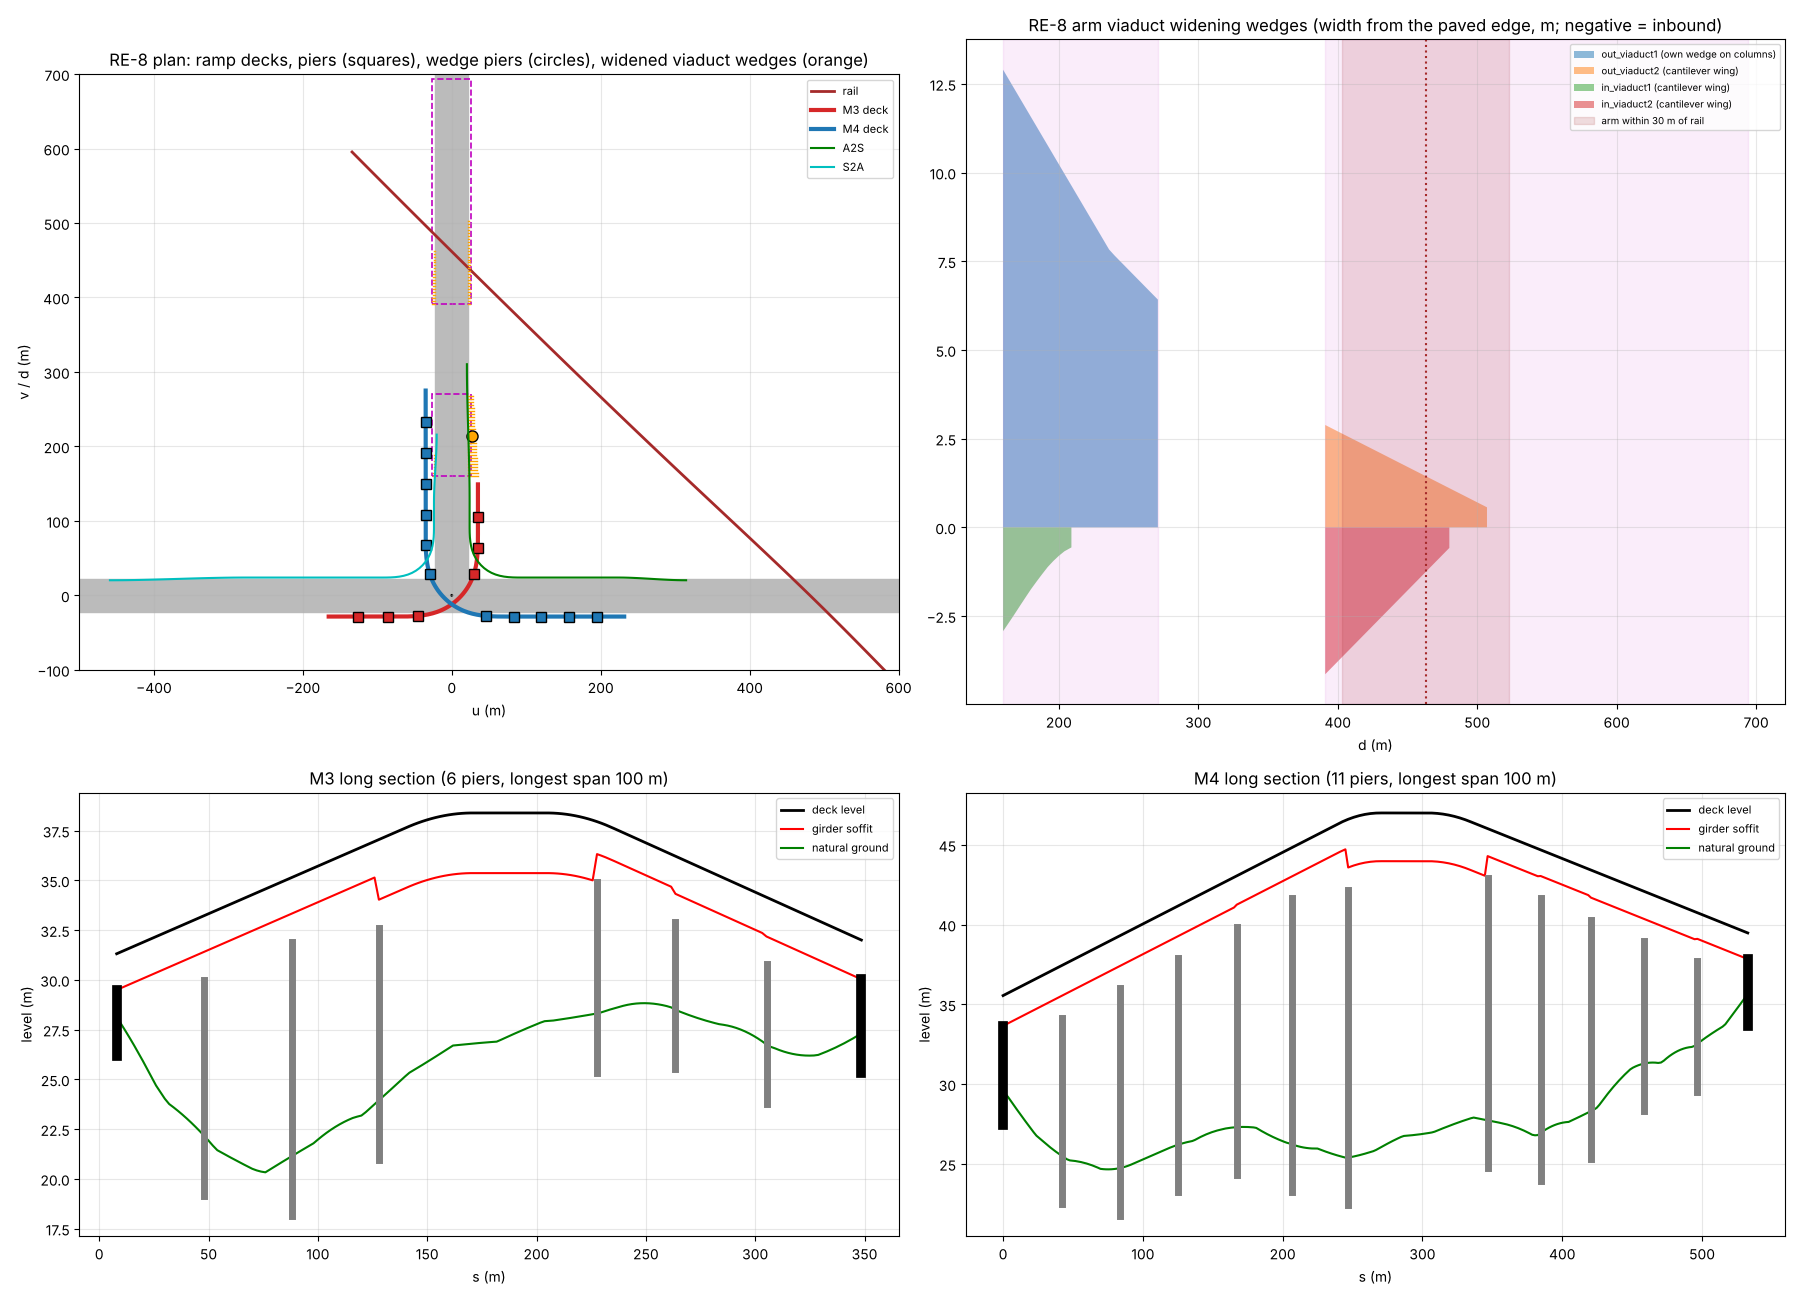 RE-8 plan: ramp decks, piers (squares), wedge piers (circles), widened viaduct wedges (orange)
700
600
500
400
300
200
100
0
−100
v / d (m)
−400
−200
0
200
400
600
u (m)
rail
M3 deck
M4 deck
A2S
S2A
RE-8 arm viaduct widening wedges (width from the paved edge, m; negative = inbound)
12.5
10.0
7.5
5.0
2.5
0.0
−2.5
200
300
400
500
600
700
d (m)
out_viaduct1 (own wedge on columns)
out_viaduct2 (cantilever wing)
in_viaduct1 (cantilever wing)
in_viaduct2 (cantilever wing)
arm within 30 m of rail
M3 long section (6 piers, longest span 100 m)
37.5
35.0
32.5
30.0
27.5
25.0
22.5
20.0
17.5
level (m)
0
50
100
150
200
250
300
350
s (m)
deck level
girder soffit
natural ground
M4 long section (11 piers, longest span 100 m)
45
40
35
30
25
level (m)
0
100
200
300
400
500
s (m)
deck level
girder soffit
natural ground